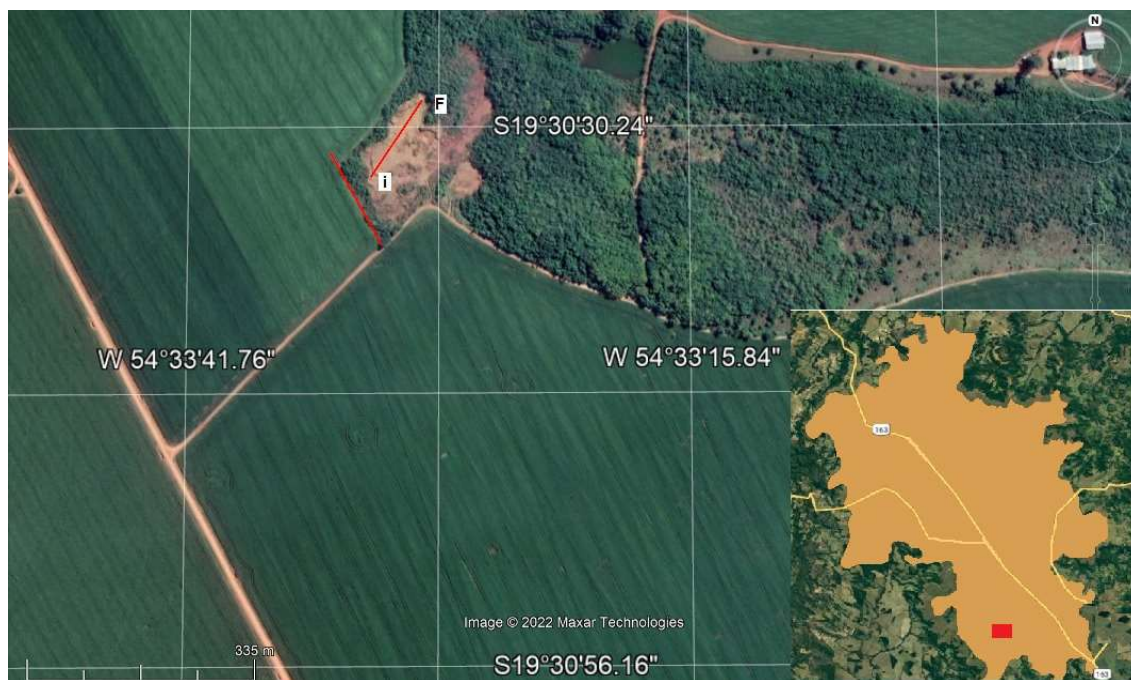 N
F
S19°30'30.24"
i
W 54°33'41.76"
W 54°33'15.84"
163
Image © 2022 Maxar Technologies
335 m
S19°30'56.16"
163